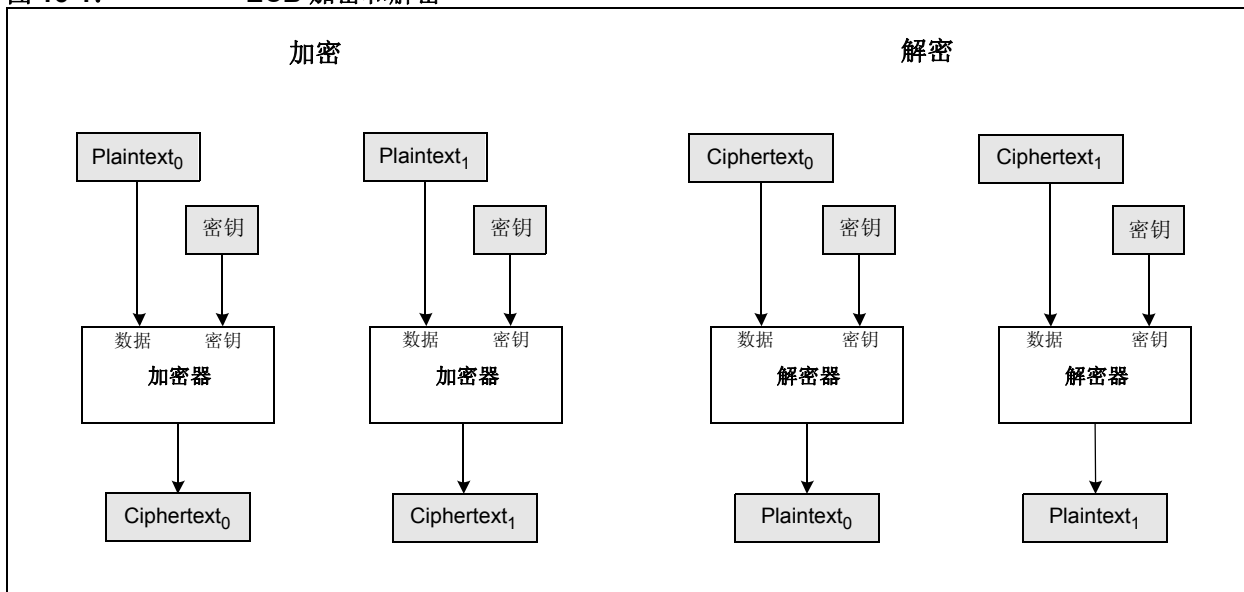 加密 解密
Plaintext0 Plaintext1 Ciphertext0 Ciphertext1
密钥 密钥 密钥 密钥
数据 密钥 数据 密钥 数据 密钥 数据 密钥
加密器 加密器 解密器 解密器
Ciphertext0 Ciphertext1 Plaintext0 Plaintext1